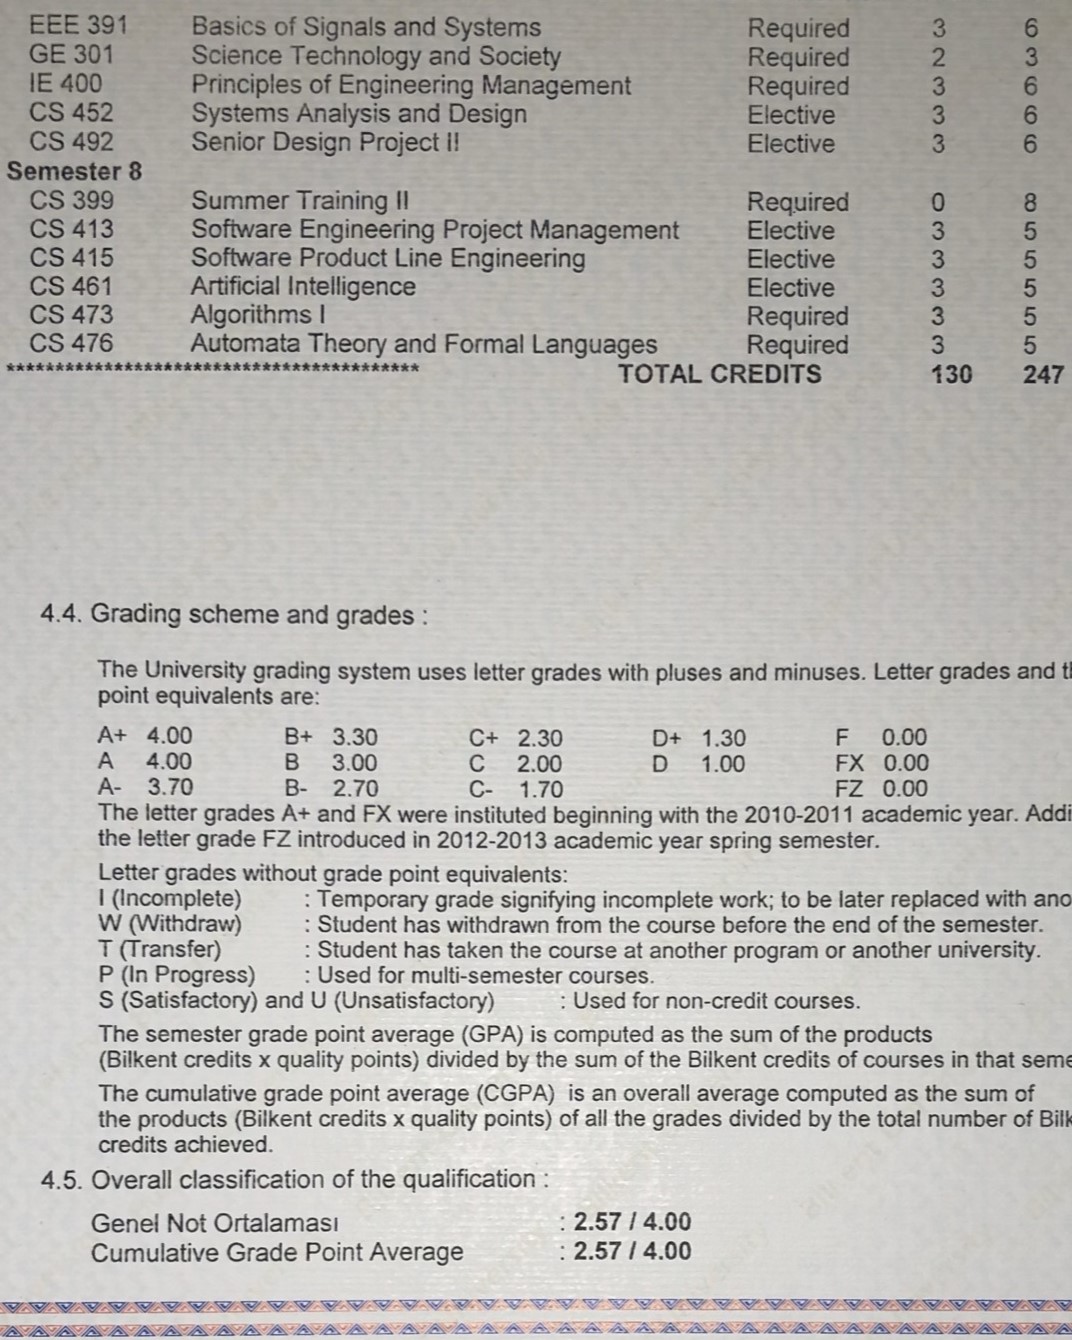 EEE 391 Basics of Signals and Systems Required 3 6
GE 301 Science Technology and Society Required 2 3
IE 400 Principles of Engineering Management Required 3 6
CS 452 Systems Analysis and Design Elective 3 6
CS 492 Senior Design Project II Elective 3 6
Semester 8
CS 399 Summer Training II Required 0 8
CS 413 Software Engineering Project Management Elective 3 5
CS 415 Software Product Line Engineering Elective 3 5
CS 461 Artificial Intelligence Elective 3 5
CS 473 Algorithms I Required 3 5
CS 476 Automata Theory and Formal Languages Required 3 5
****************************************** TOTAL CREDITS 130 247
4.4. Grading scheme and grades :
The University grading system uses letter grades with pluses and minuses. Letter grades and
point equivalents are:
A+ 4.00 B+ 3.30 C+ 2.30 D+ 1.30 F 0.00
A 4.00 B 3.00 C 2.00 D 1.00 FX 0.00
A- 3.70 B- 2.70 C- 1.70 FZ 0.00
The letter grades A+ and FX were instituted beginning with the 2010-2011 academic year. Addi
the letter grade FZ introduced in 2012-2013 academic year spring semester.
Letter grades without grade point equivalents:
I (Incomplete) : Temporary grade signifying incomplete work; to be later replaced with ano
W (Withdraw) : Student has withdrawn from the course before the end of the semester.
T (Transfer) : Student has taken the course at another program or another university.
P (In Progress) : Used for multi-semester courses.
S (Satisfactory) and U (Unsatisfactory) : Used for non-credit courses.
The semester grade point average (GPA) is computed as the sum of the products
(Bilkent credits x quality points) divided by the sum of the Bilkent credits of courses in that seme
The cumulative grade point average (CGPA) is an overall average computed as the sum of
the products (Bilkent credits x quality points) of all the grades divided by the total number of Bilk
credits achieved.
4.5. Overall classification of the qualification :
Genel Not Ortalaması : 2.57 / 4.00
Cumulative Grade Point Average : 2.57 / 4.00